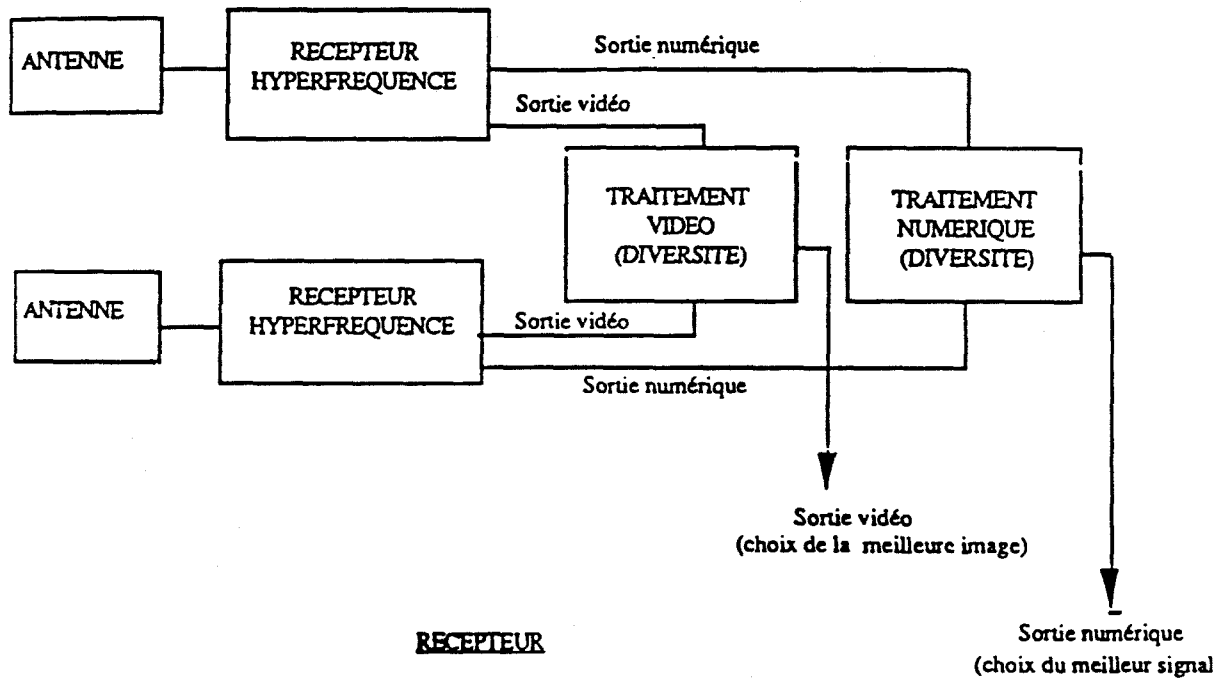 ANTENNE
RECEPTEUR
HYPERFREQUENCE
Sortie numérique
Sortie vidéo
TRAITEMENT
VIDEO
(DIVERSITE)
TRAITEMENT
NUMERIQUE
(DIVERSITE)
ANTENNE
RECEPTEUR
HYPERFREQUENCE
Sortie vidéo
Sortie numérique
Sortie vidéo
(choix de la meilleure image)
RECEPTEUR
Sortie numérique
(choix du meilleur signal